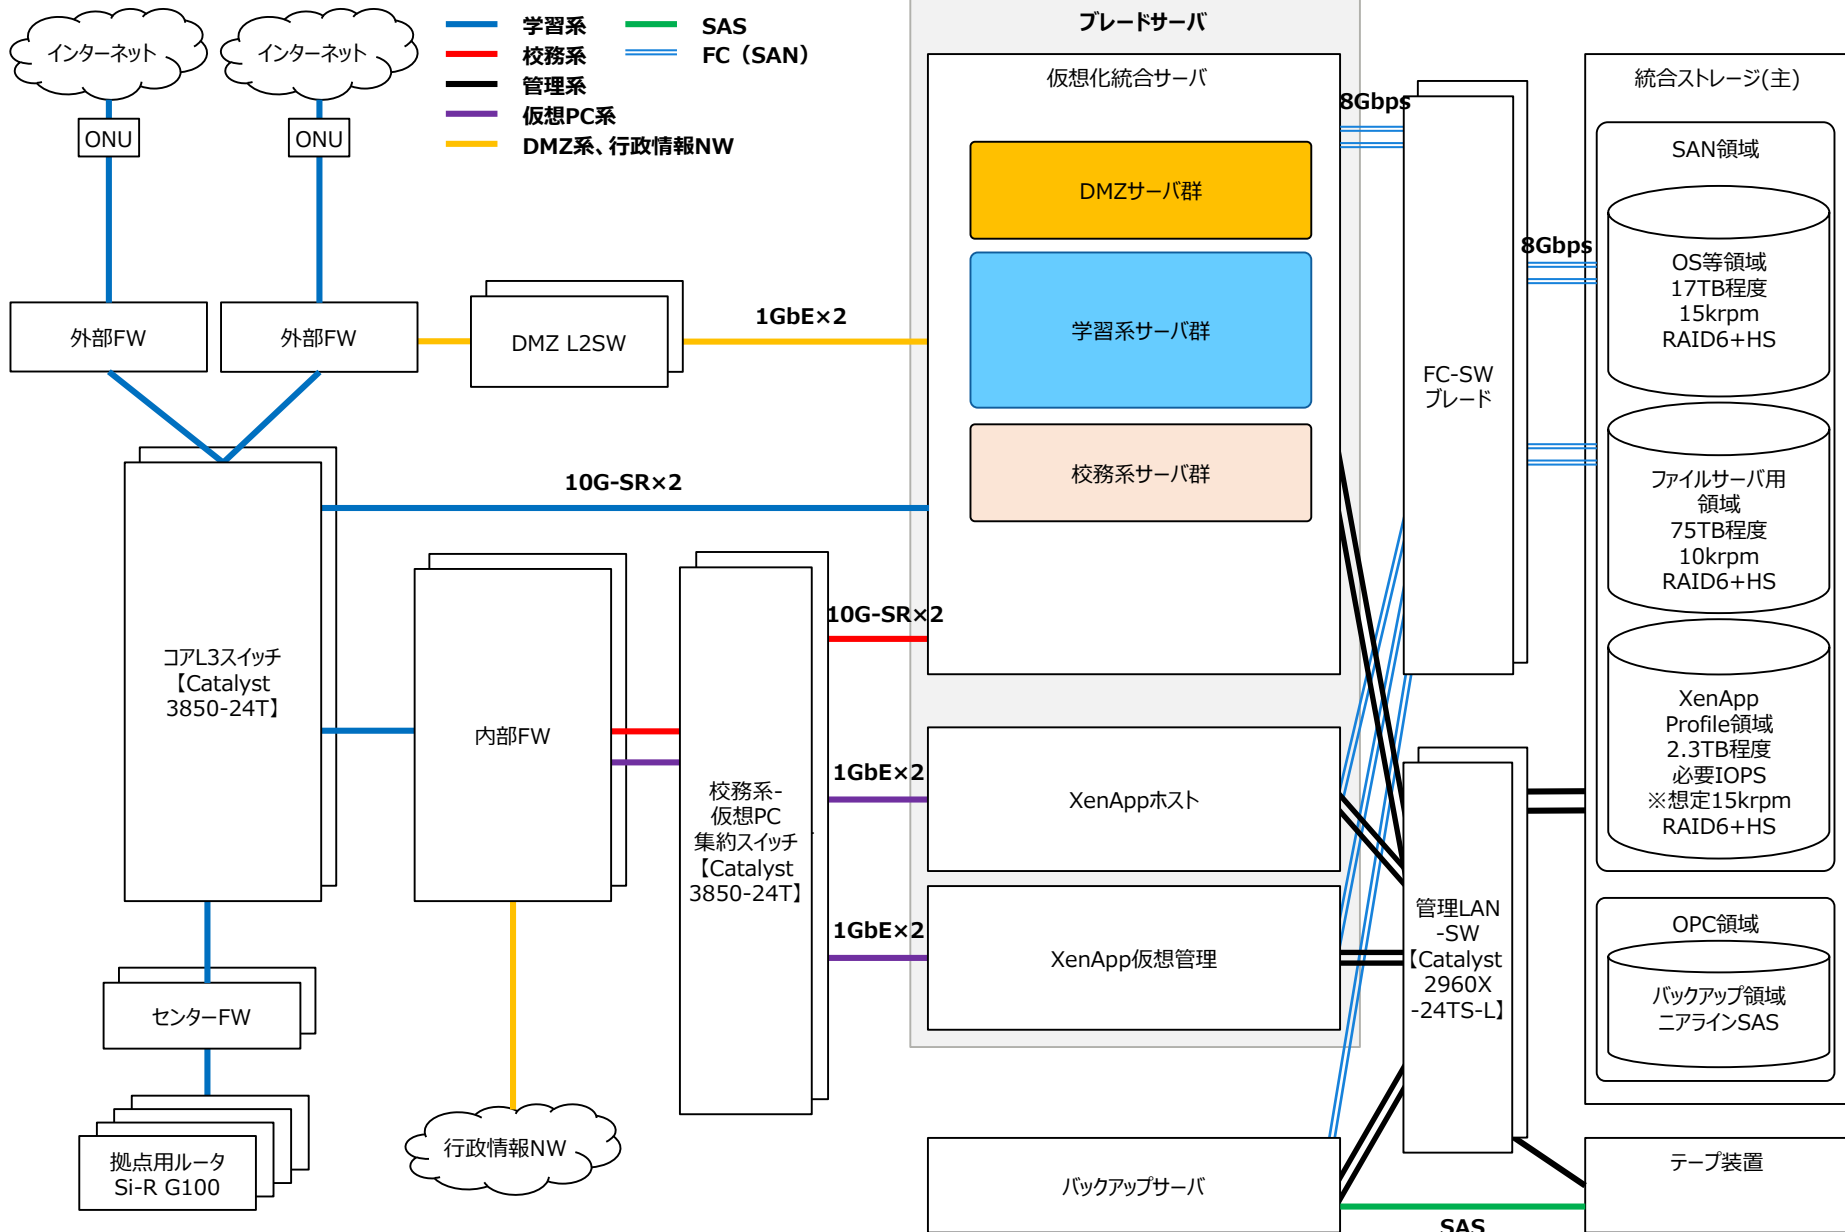 インターネット
インターネット
学習系
校務系
管理系
仮想PC系
DMZ系、行政情報NW
SAS
FC（SAN）
ONU
ONU
外部FW
外部FW
DMZ L2SW
1GbE×2
10G-SR×2
コアL3スイッチ
【Catalyst
3850-24T】
内部FW
校務系-
仮想PC
集約スイッチ
【Catalyst
3850-24T】
10G-SR×2
1GbE×2
1GbE×2
センターFW
拠点用ルータ
Si-R G100
行政情報NW
ブレードサーバ
仮想化統合サーバ
DMZサーバ群
学習系サーバ群
校務系サーバ群
XenAppホスト
XenApp仮想管理
バックアップサーバ
8Gbps
FC-SW
ブレード
8Gbps
管理LAN
-SW
【Catalyst
2960X
-24TS-L】
統合ストレージ(主)
SAN領域
OS等領域
17TB程度
15krpm
RAID6+HS
ファイルサーバ用
領域
75TB程度
10krpm
RAID6+HS
XenApp
Profile領域
2.3TB程度
必要IOPS
※想定15krpm
RAID6+HS
OPC領域
バックアップ領域
ニアラインSAS
テープ装置
SAS